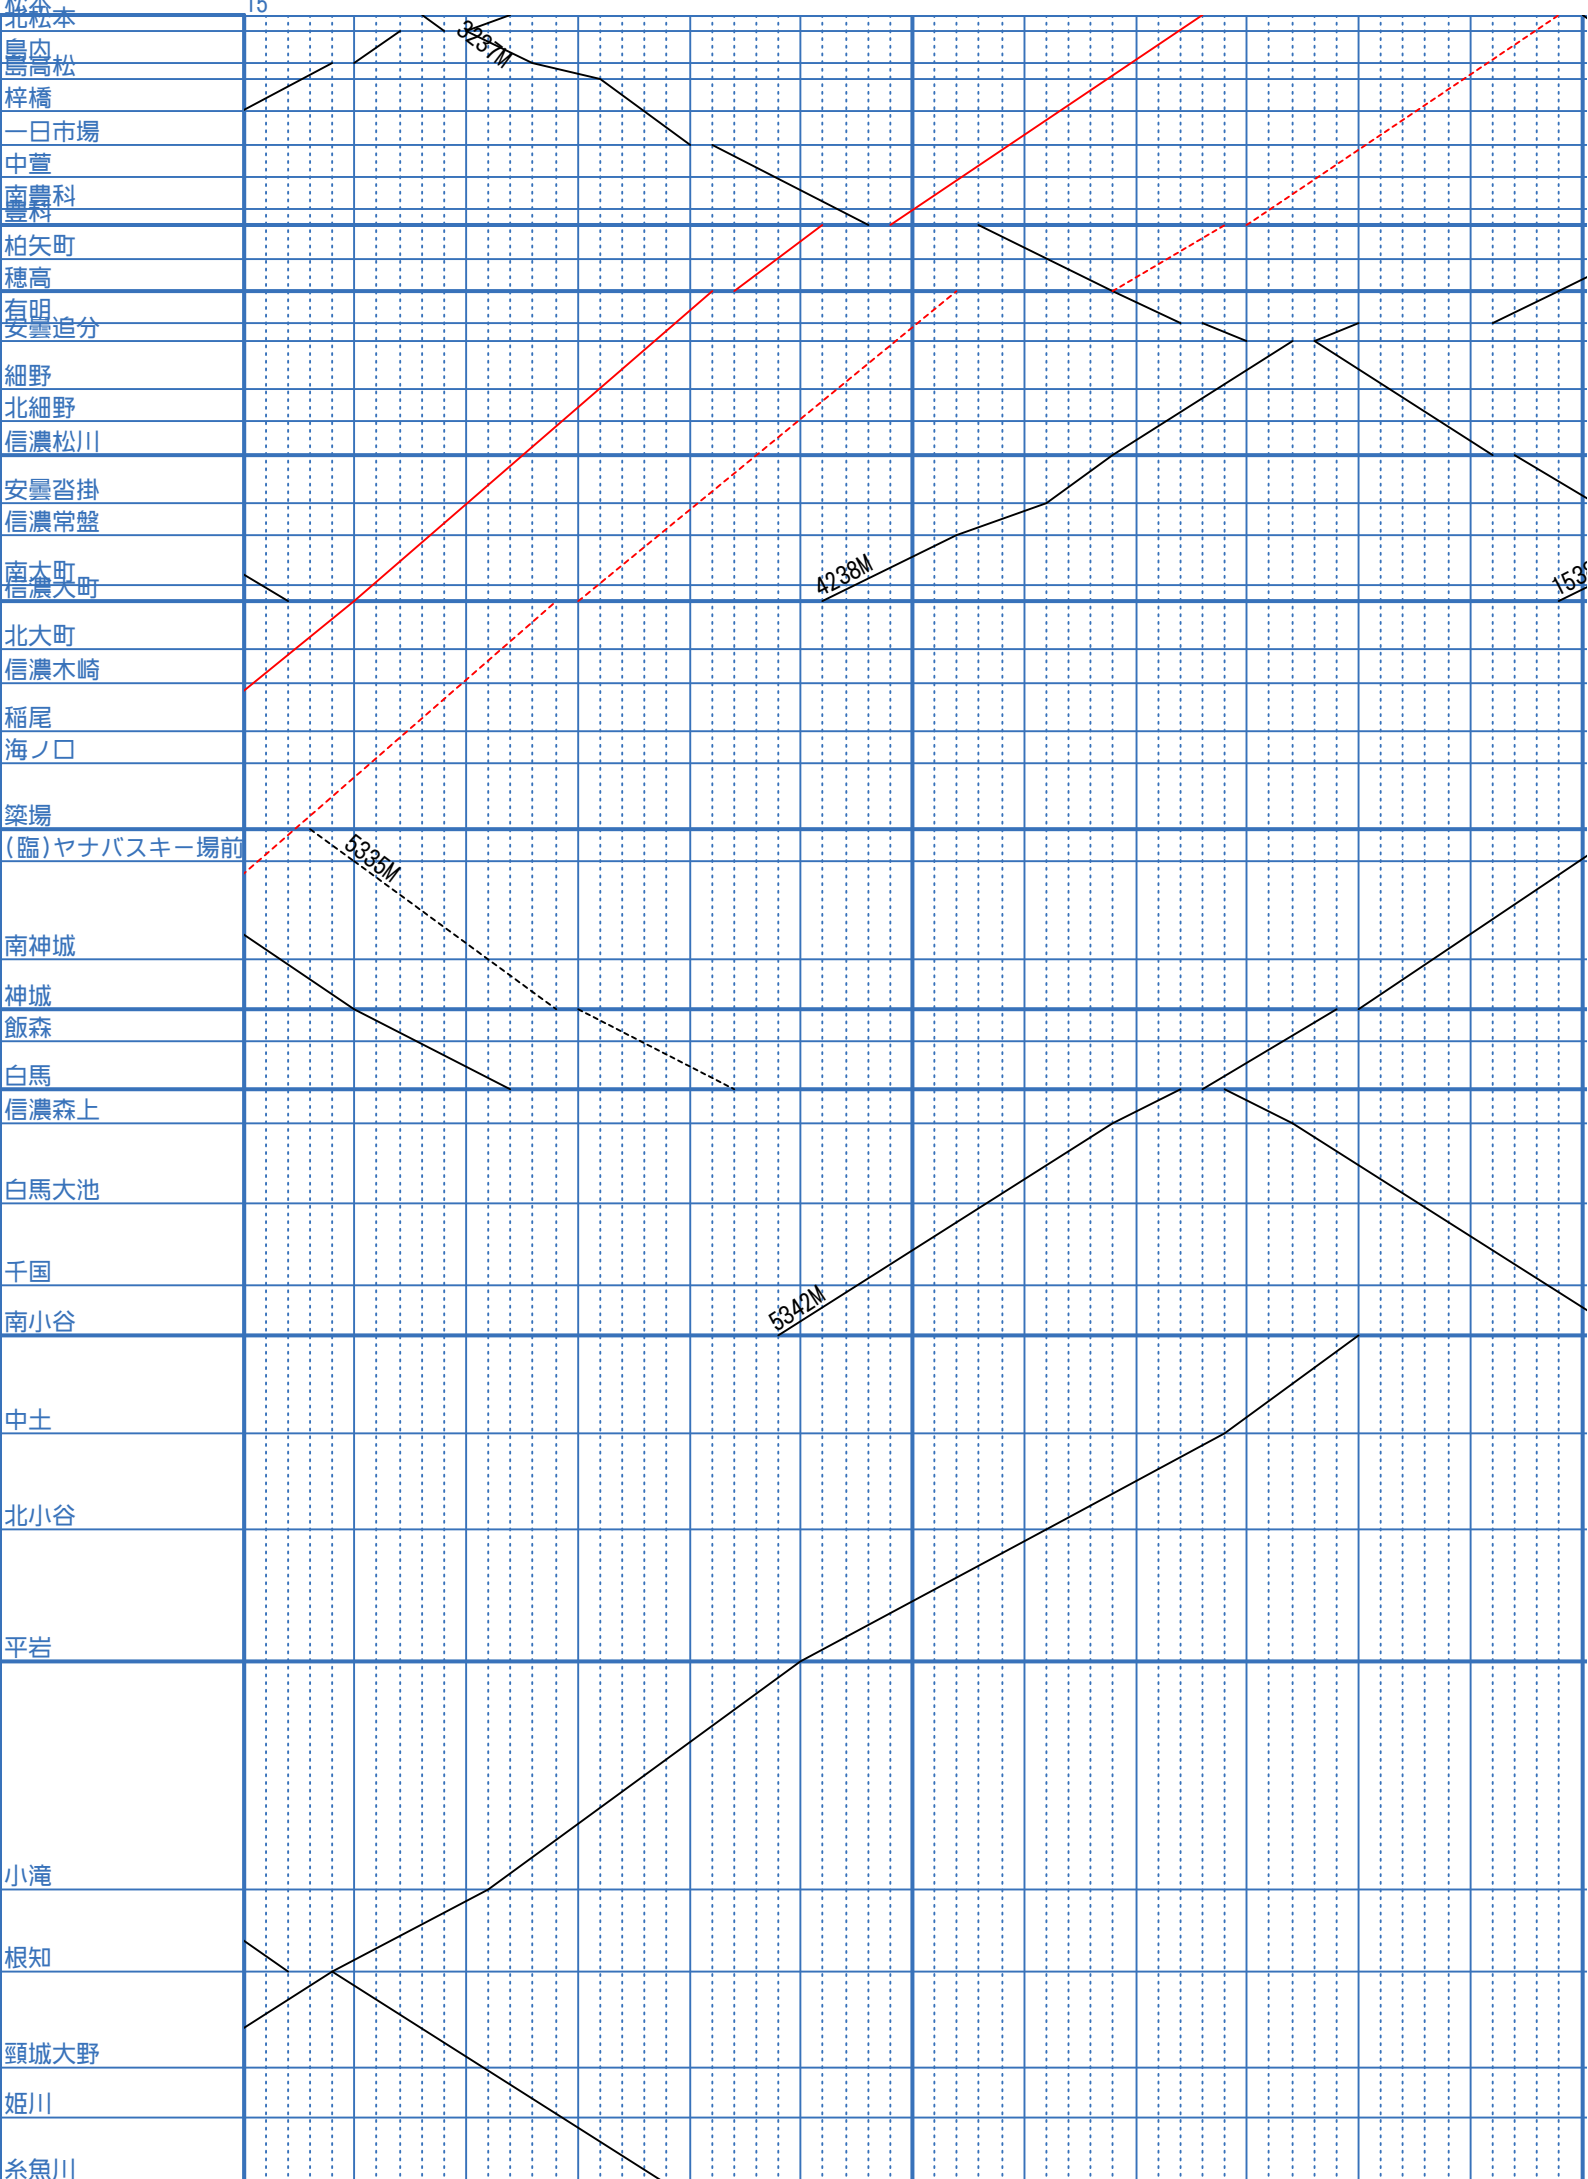 松本
15
北松本
島内
島高松
梓橋
一日市場
中萱
南豊科
豊科
柏矢町
穂高
有明
安曇追分
細野
北細野
信濃松川
安曇沓掛
信濃常盤
南大町
信濃大町
北大町
信濃木崎
稲尾
海ノ口
簗場
(臨)ヤナバスキー場前
南神城
神城
飯森
白馬
信濃森上
白馬大池
千国
南小谷
中土
北小谷
平岩
小滝
根知
頸城大野
姫川
糸魚川
3237M
4238M
153
5335M
5342M